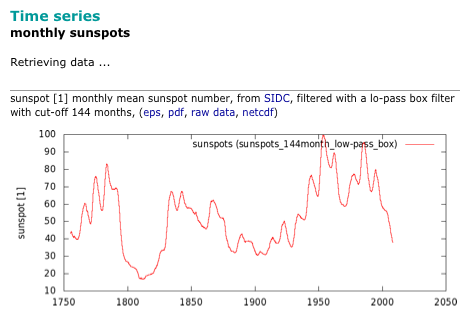 Time series
monthly sunspots
Retrieving data ...
sunspot [1] monthly mean sunspot number, from SIDC, filtered with a lo-pass box filter
with cut-off 144 months, (eps, pdf, raw data, netcdf)
sunspots (sunspots_144month_low-pass_box)
sunspot [1]
100
90
80
70
60
50
40
30
20
10
1750
1800
1850
1900
1950
2000
2050